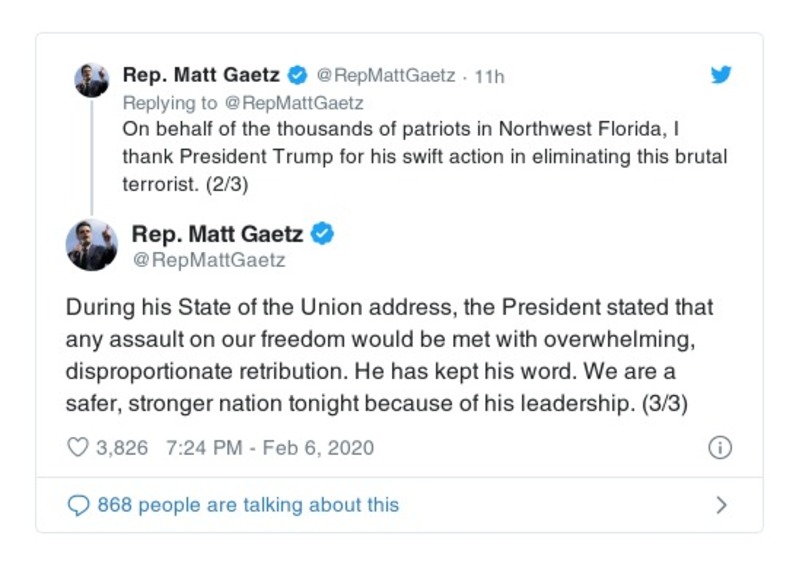 Rep. Matt Gaetz @RepMattGaetz · 11h
Replying to @RepMattGaetz
On behalf of the thousands of patriots in Northwest Florida, I
thank President Trump for his swift action in eliminating this brutal
terrorist. (2/3)
Rep. Matt Gaetz
@RepMattGaetz
During his State of the Union address, the President stated that
any assault on our freedom would be met with overwhelming,
disproportionate retribution. He has kept his word. We are a
safer, stronger nation tonight because of his leadership. (3/3)
3,826 7:24 PM - Feb 6, 2020
868 people are talking about this